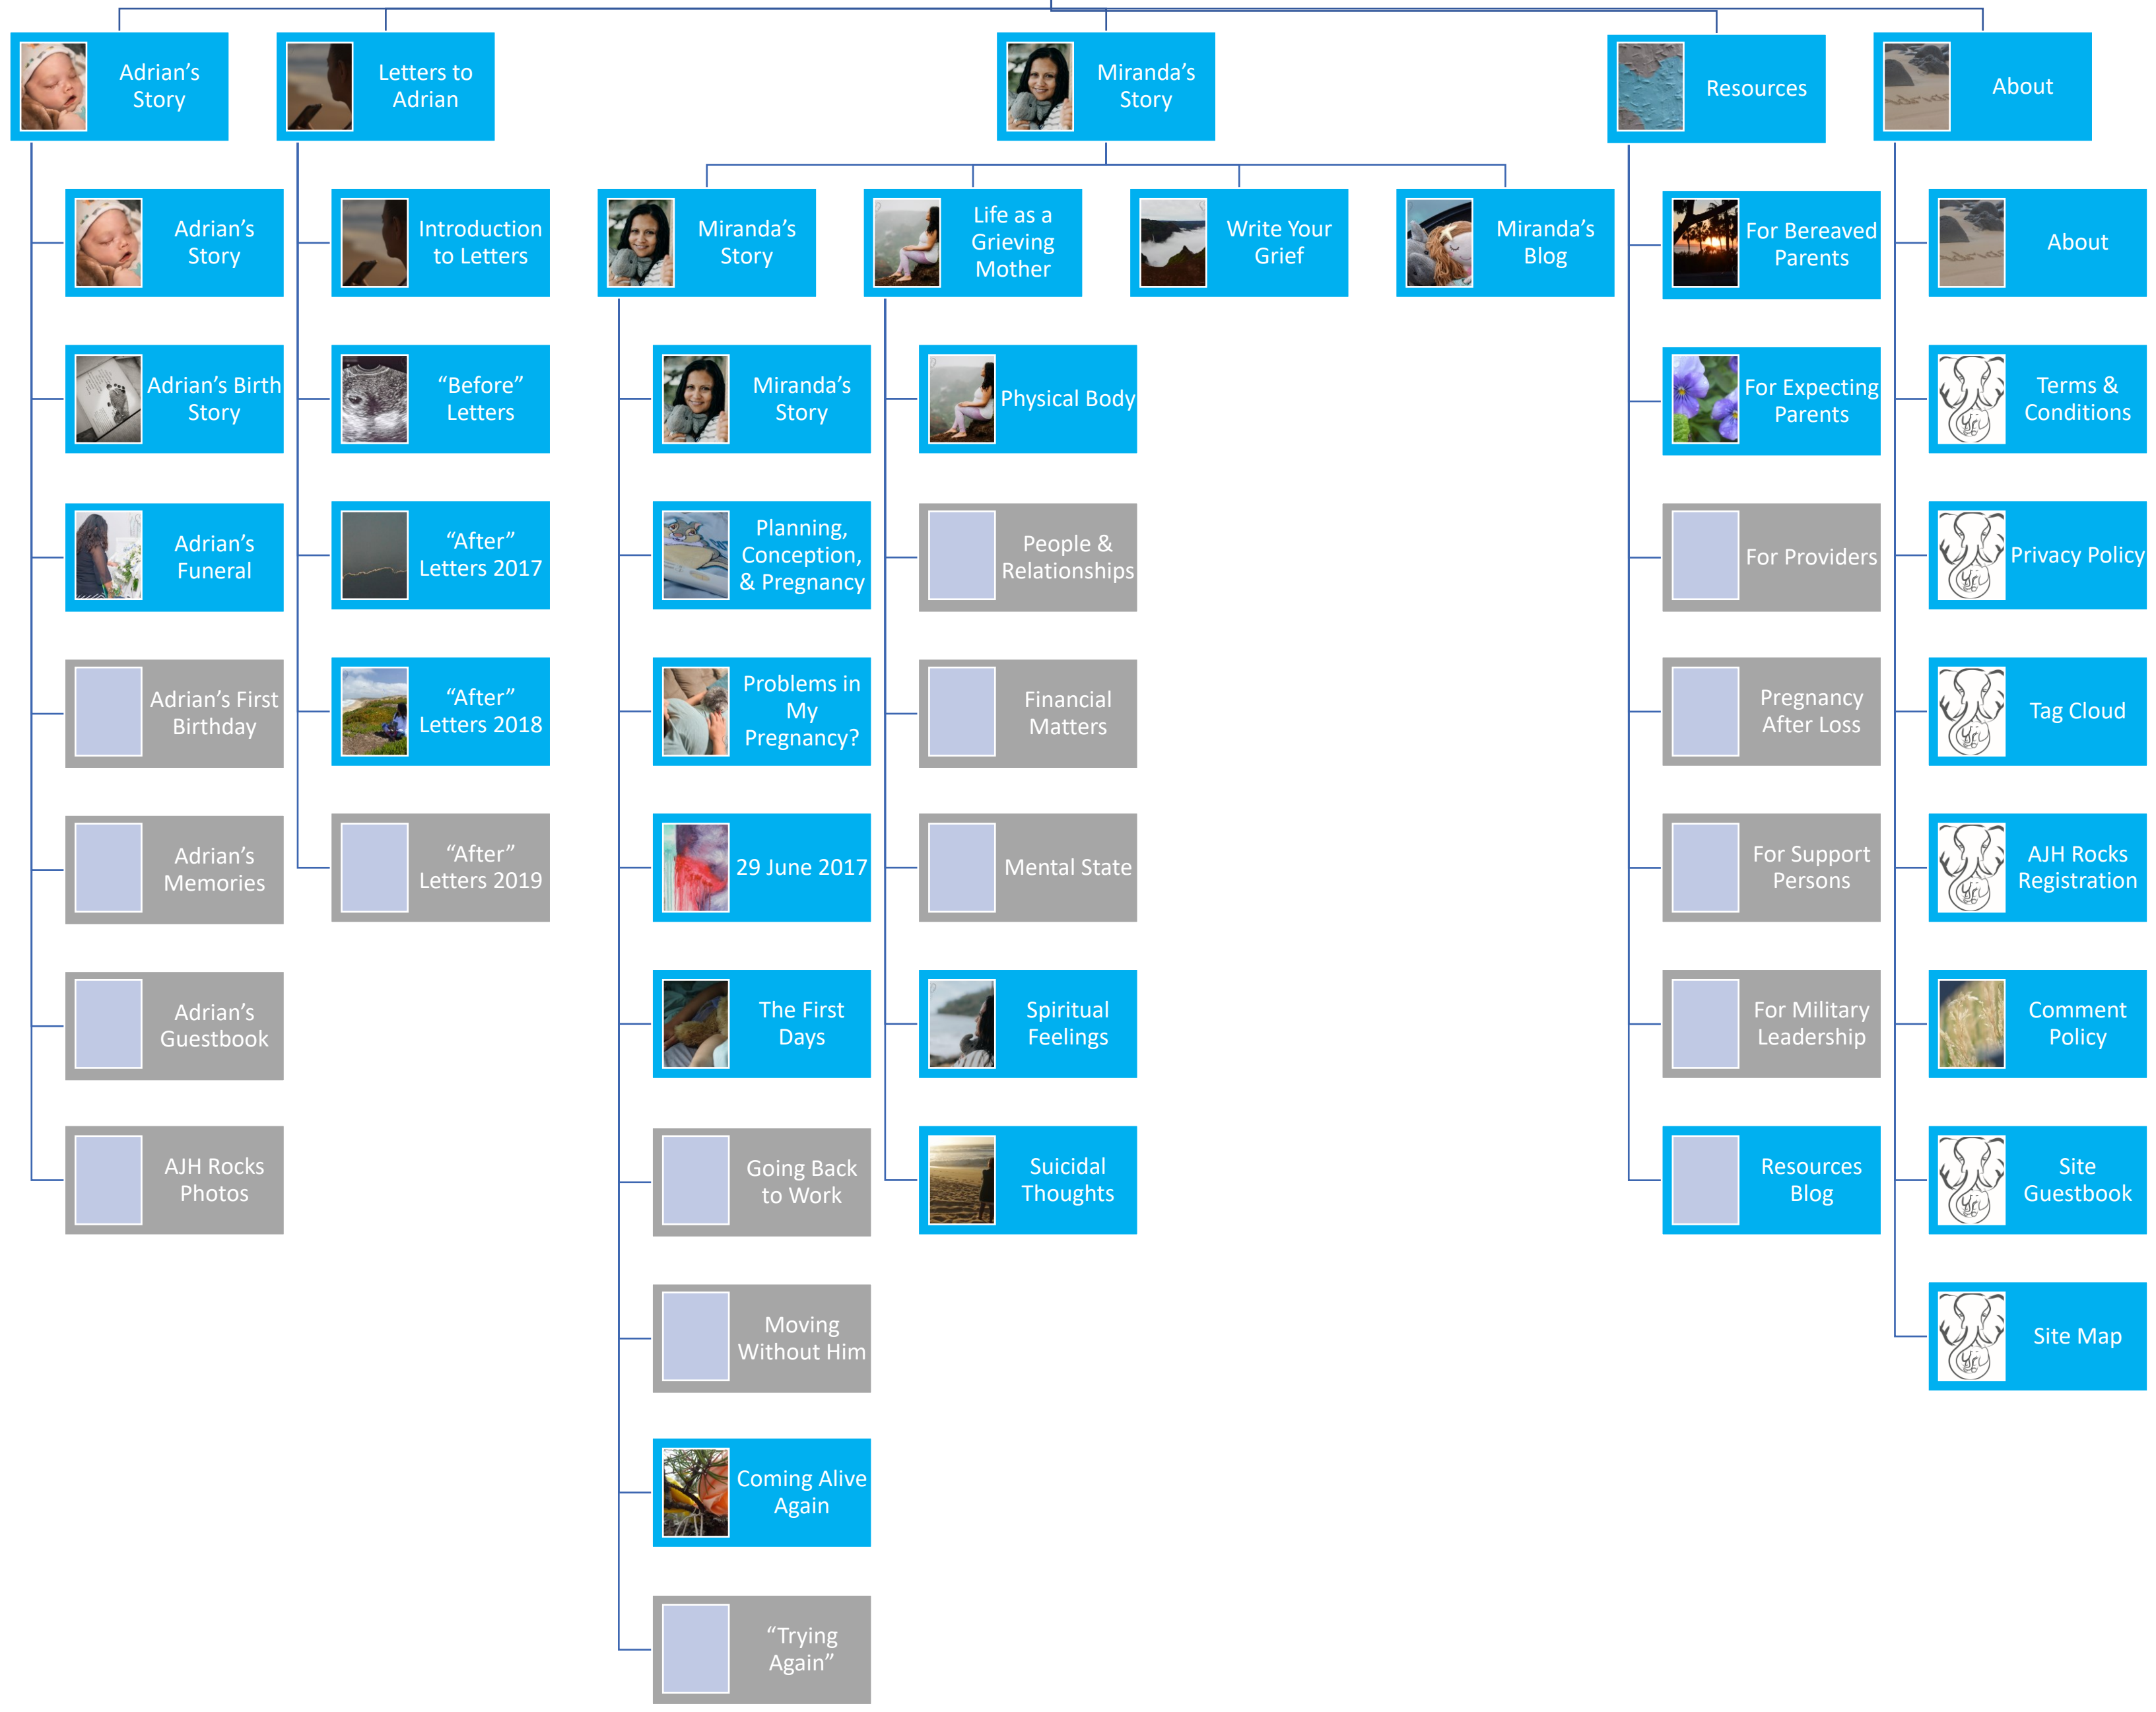 Adrian's
Story
Letters to
Adrian
Miranda's
Story
Resources
About
Adrian's
Story
Adrian's Birth
Story
Adrian's
Funeral
Adrian's First
Birthday
Adrian's
Memories
Adrian's
Guestbook
AJH Rocks
Photos
Introduction
to Letters
“Before”
Letters
“After”
Letters 2017
“After”
Letters 2018
“After”
Letters 2019
Miranda's
Story
Miranda's
Story
Planning,
Conception,
& Pregnancy
Problems in
My
Pregnancy?
29 June 2017
The First
Days
Going Back
to Work
Moving
Without Him
Coming Alive
Again
“Trying
Again”
Life as a
Grieving
Mother
Physical Body
People &
Relationships
Financial
Matters
Mental State
Spiritual
Feelings
Suicidal
Thoughts
Write Your
Grief
Miranda's
Blog
For Bereaved
Parents
For Expecting
Parents
For Providers
Pregnancy
After Loss
For Support
Persons
For Military
Leadership
Resources
Blog
About
Terms &
Conditions
Privacy Policy
Tag Cloud
AJH Rocks
Registration
Comment
Policy
Site
Guestbook
Site Map